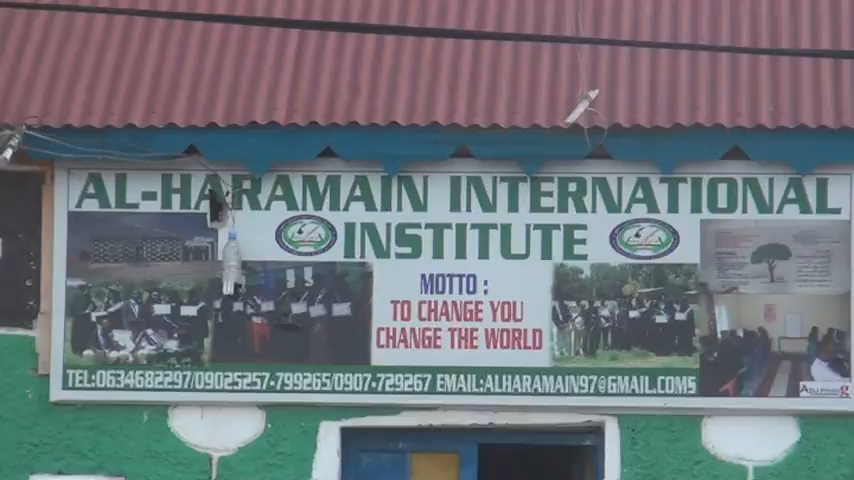 AL-HARAMAIN INTERNATIONAL
INSTITUTE
MOTTO :
TO CHANGE YOU
CHANGE THE WORLD
TEL:0634682297/09025257-799265/0907-729267 EMAIL:ALHARAMAIN97@GMAIL.COMS